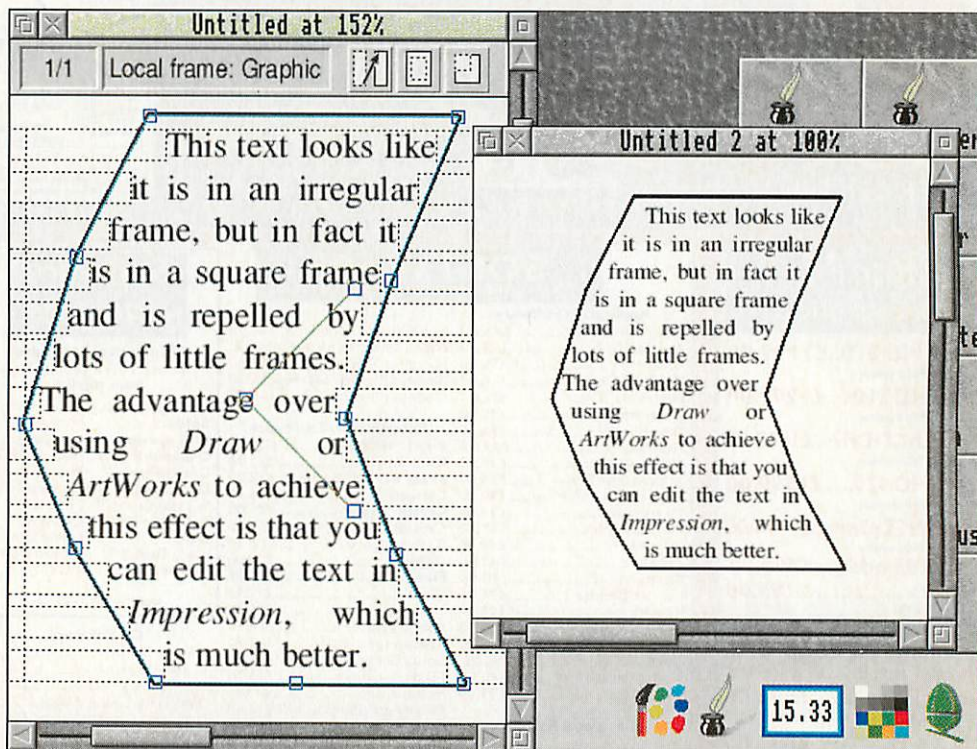 Untitled at 152%
1/1
Local frame: Graphic
This text looks like
it is in an irregular
frame, but in fact it
is in a square frame
and is repelled by
lots of little frames.
The advantage over
using Draw or
ArtWorks to achieve
this effect is that you
can edit the text in
Impression, which
is much better.
Untitled 2 at 100%
This text looks like
it is in an irregular
frame, but in fact it
is in a square frame
and is repelled by
lots of little frames.
The advantage over
using Draw or
ArtWorks to achieve
this effect is that you
can edit the text in
Impression, which
is much better.
15.33